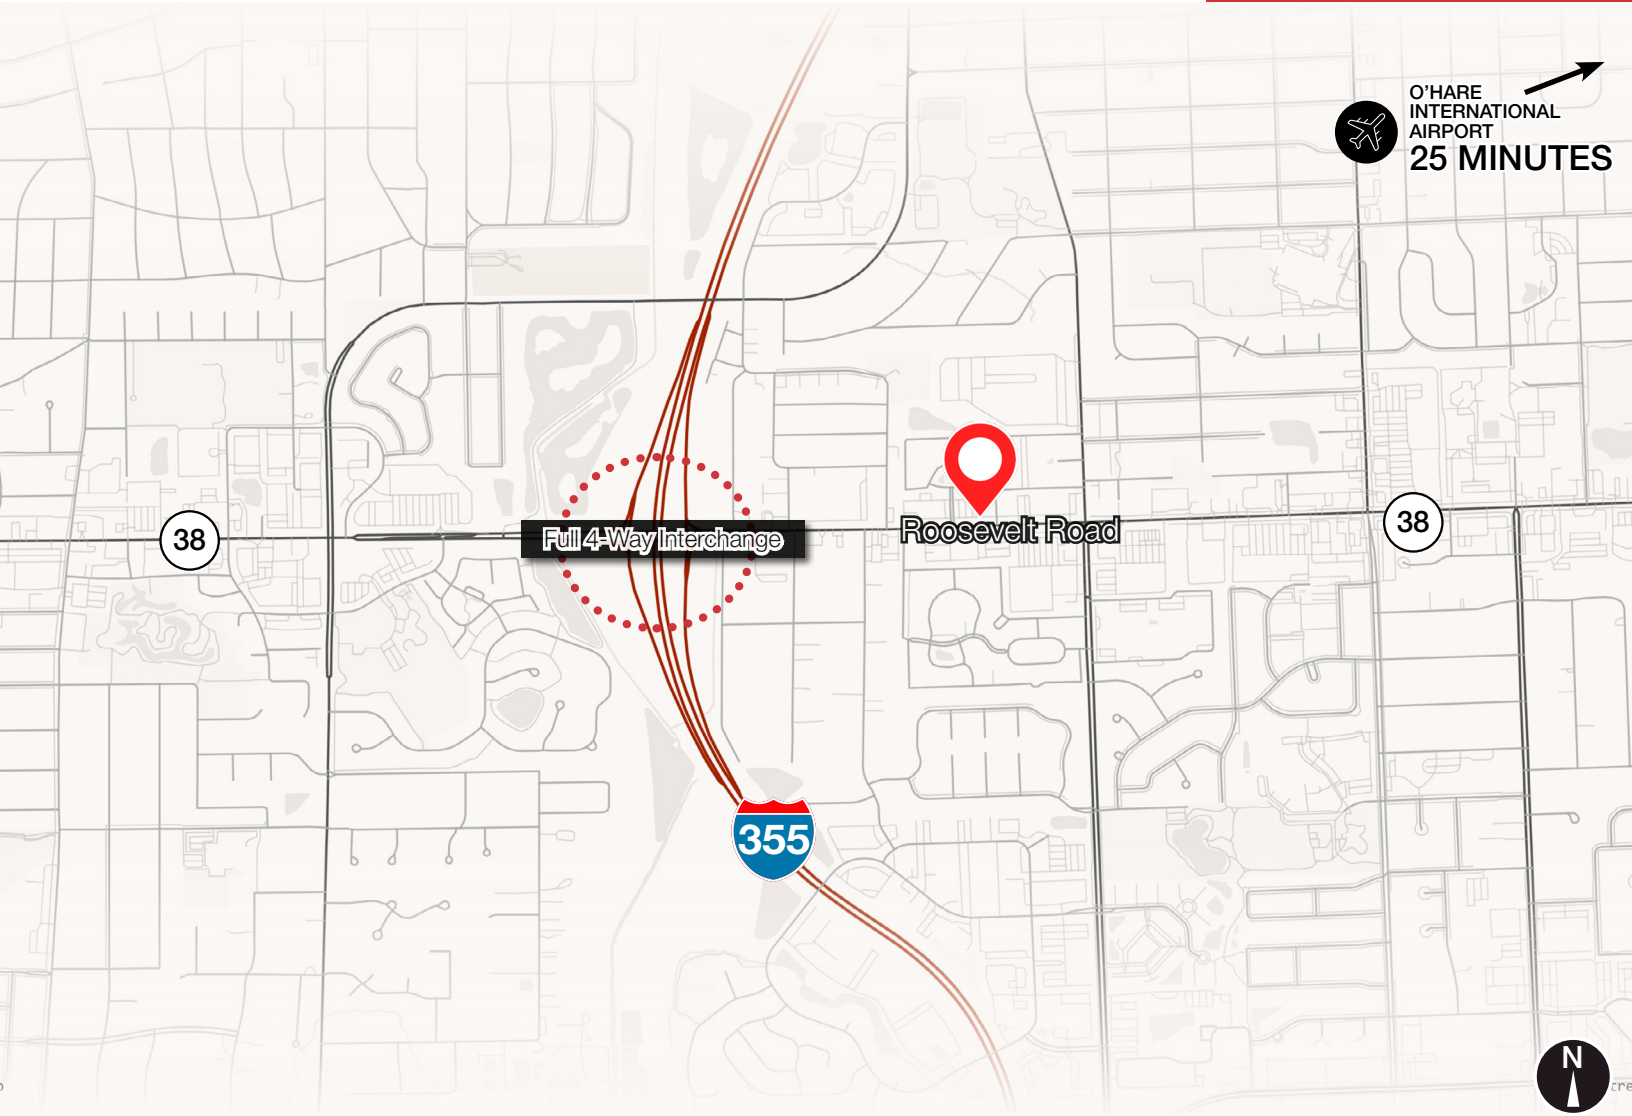 O'HARE
INTERNATIONAL
AIRPORT
25 MINUTES
38
Full 4-Way Interchange
Roosevelt Road
38
355
N